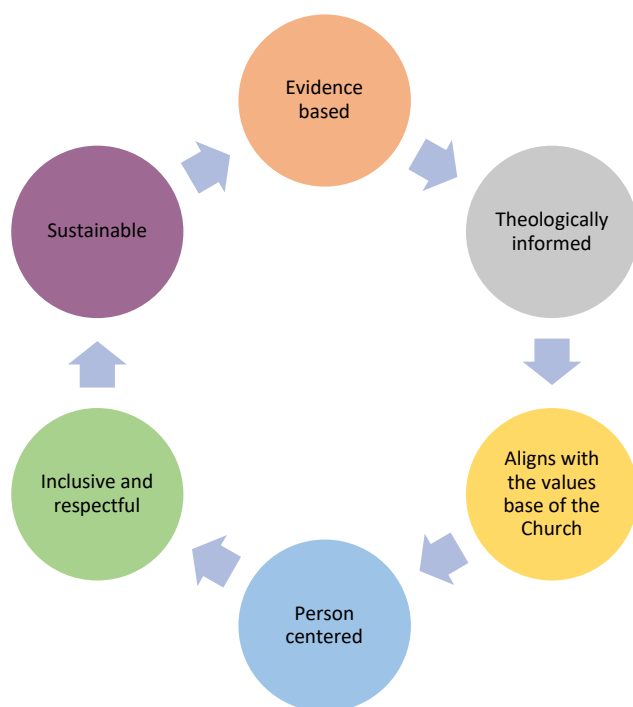 Evidence
based
Theologically
informed
Aligns with
the values
base of the
Church
Person
centered
Inclusive and
respectful
Sustainable